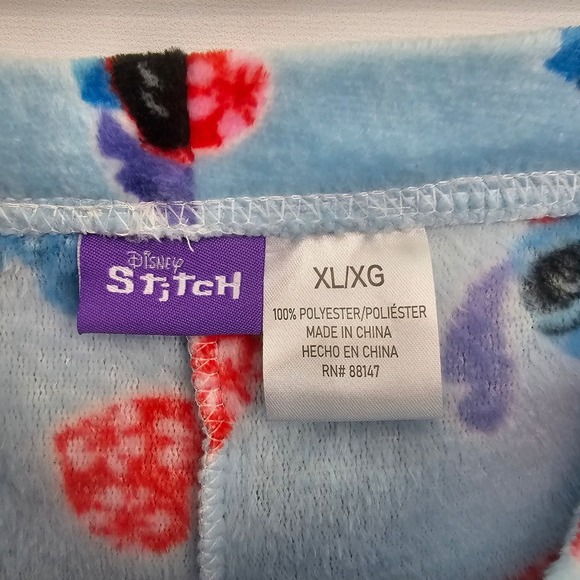 Disney
Stitch
XL/XG
100% POLYESTER/POLIÉSTER
MADE IN CHINA
HECHO EN CHINA
RN# 88147